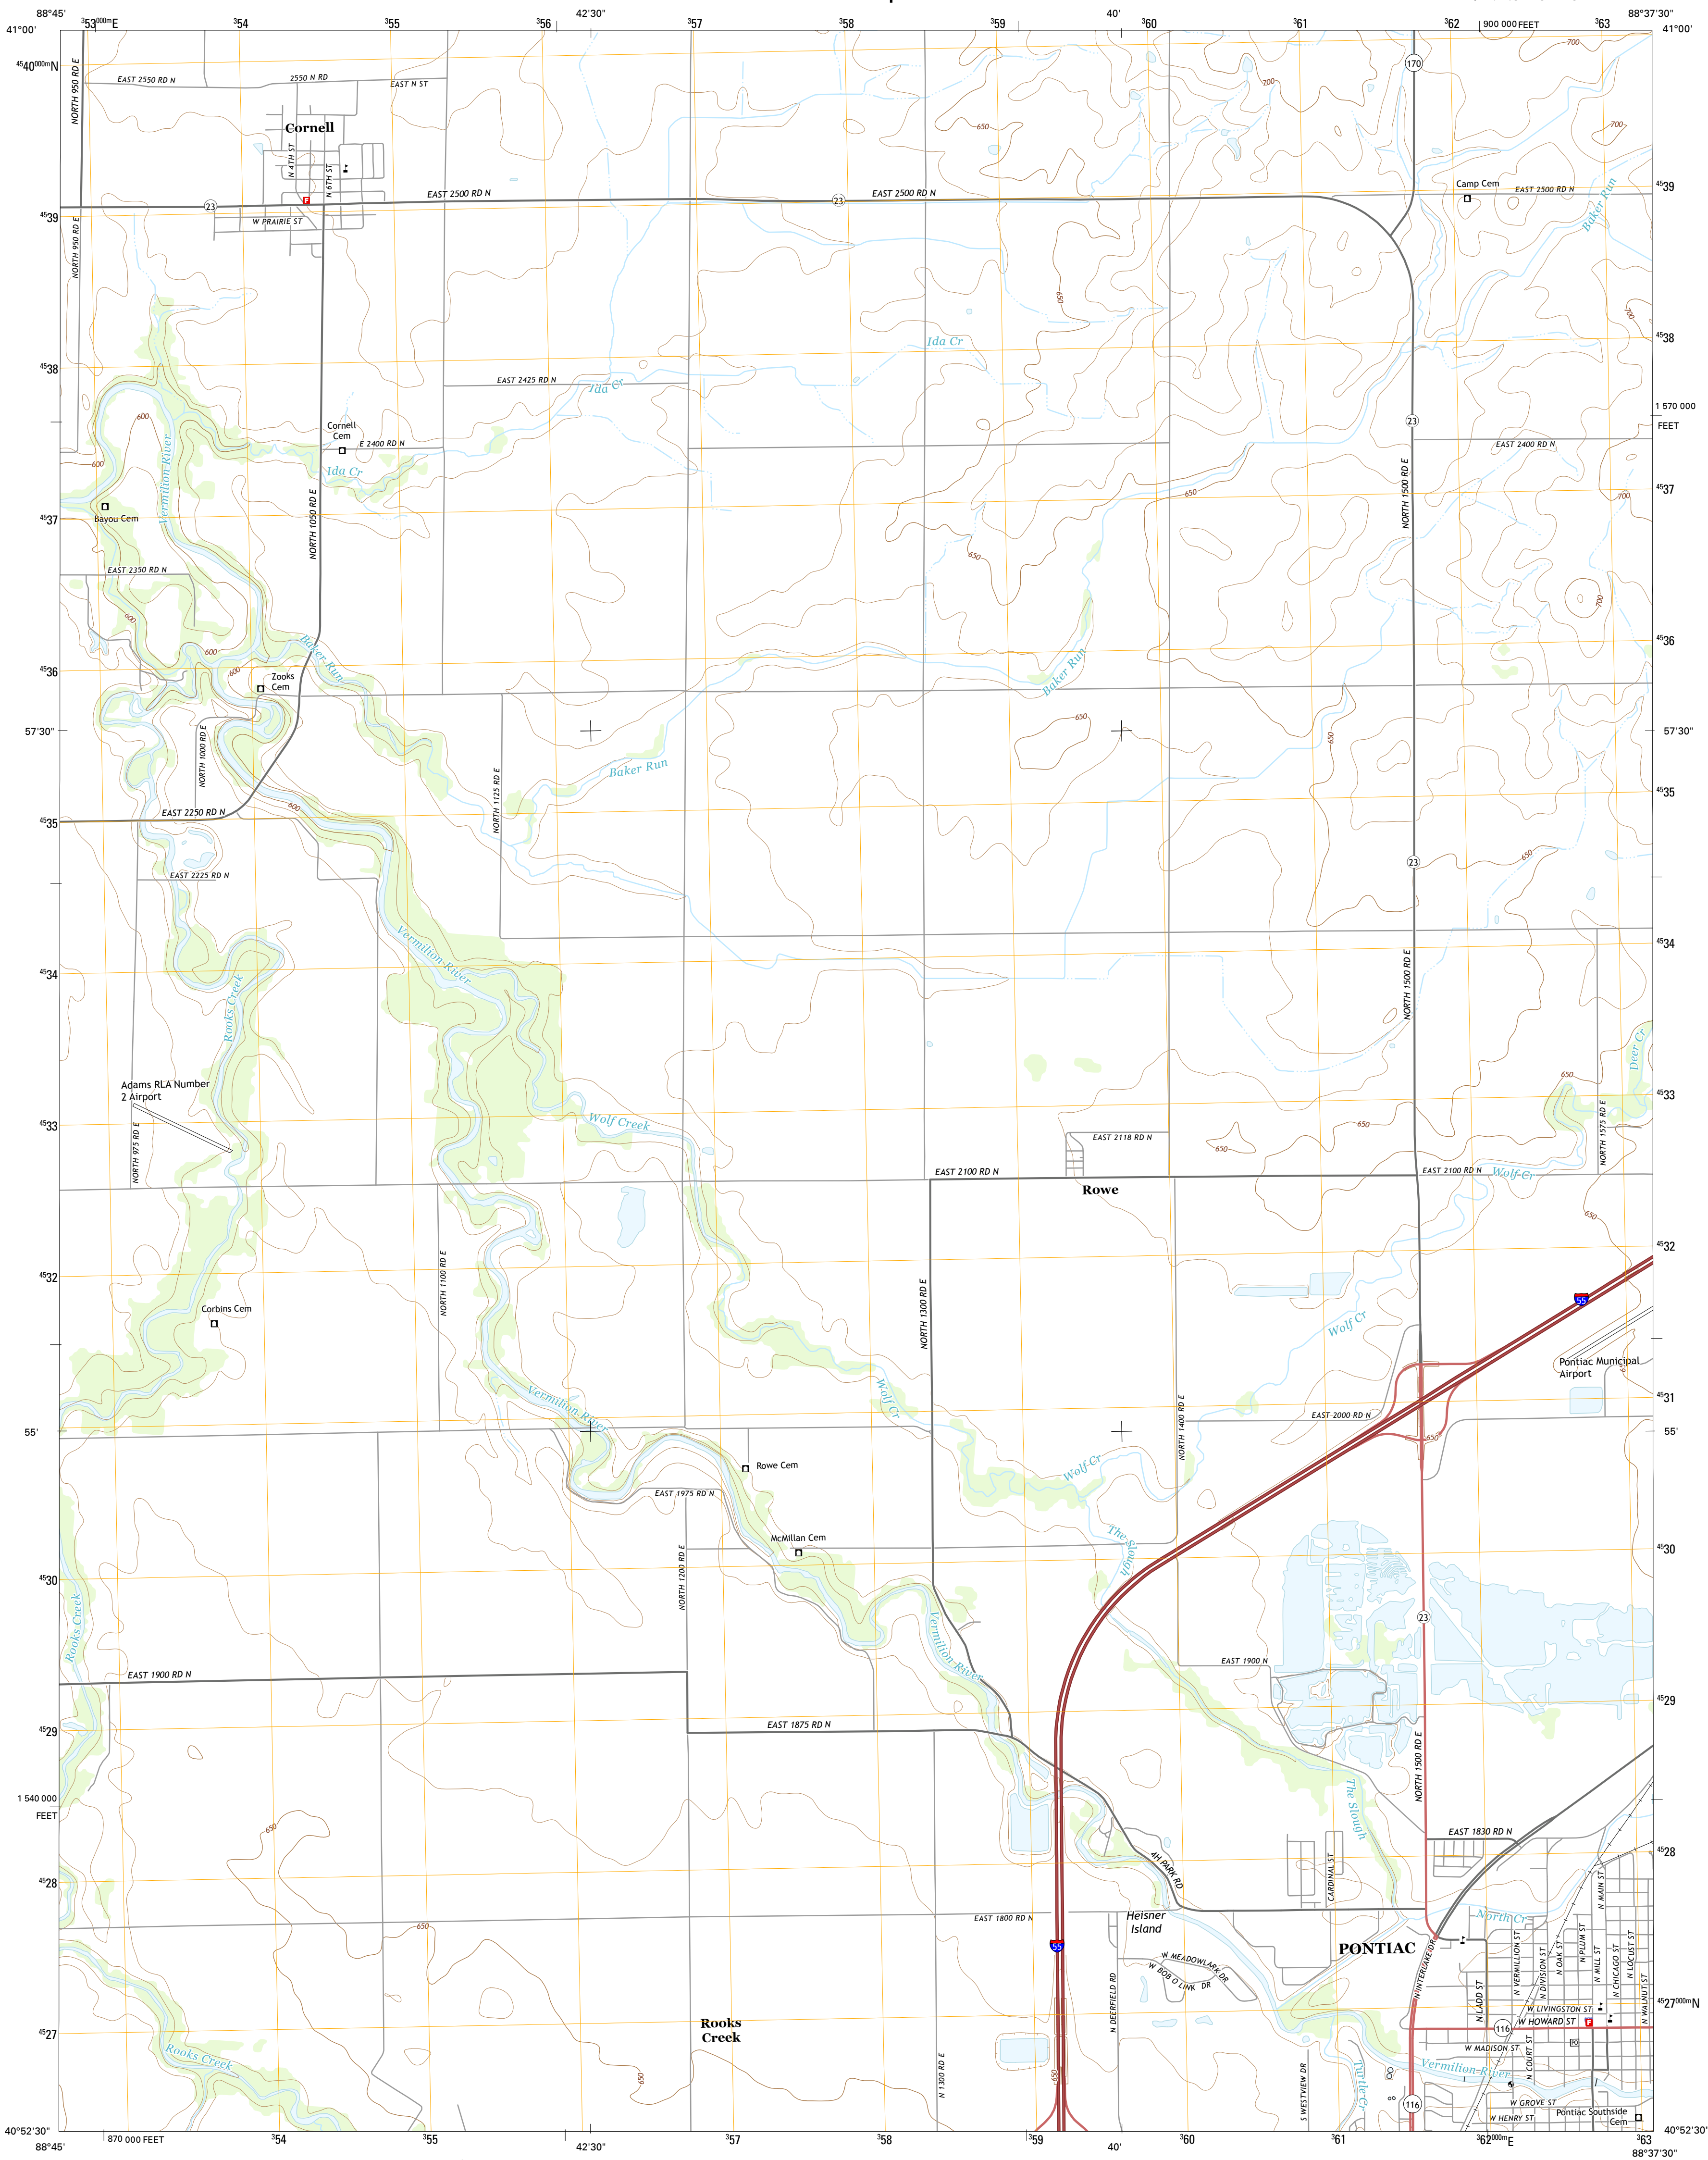 88°45'
³53⁰⁰⁰ᵐE
³54
³55
³56
42'30"
³57
³58
³59
40'
³60
³61
³62
900 000 FEET
³63
88°37'30"
41°00'
41°00'
⁴⁵40⁰⁰⁰ᵐN
NORTH 950 RD E
EAST 2550 RD N
2550 N RD
EAST N ST
170
700
700
650
700
Cornell
N 4TH ST
N 6TH ST
F
Camp Cem
EAST 2500 RD N
⁴⁵39
23
EAST 2500 RD N
23
EAST 2500 RD N
Baker Run
⁴⁵39
W PRAIRIE ST
NORTH 950 RD E
650
700
⁴⁵38
Ida Cr
⁴⁵38
EAST 2425 RD N
Ida Cr
600
Vermilion River
Cornell
Cem
E 2400 RD N
Ida Cr
23
1 570 000
FEET
EAST 2400 RD N
600
NORTH 1500 RD E
650
700
⁴⁵37
Bayou Cem
⁴⁵37
NORTH 1050 RD E
650
EAST 2350 RD N
600
700
600
Baker Run
600
⁴⁵36
⁴⁵36
Zooks
Cem
Baker Run
57'30"
NORTH 1000 RD E
650
650
57'30"
Baker Run
NORTH 1125 RD E
⁴⁵35
600
EAST 2250 RD N
⁴⁵35
23
650
EAST 2225 RD N
Vermilion River
⁴⁵34
⁴⁵34
Rooks Creek
NORTH 1500 RD E
Deer Cr
Adams RLA Number
2 Airport
650
⁴⁵33
⁴⁵33
Wolf Creek
650
EAST 2118 RD N
650
NORTH 975 RD E
NORTH 1575 RD E
EAST 2100 RD N
EAST 2100 RD N
Wolf Cr
Rowe
650
⁴⁵32
⁴⁵32
NORTH 1100 RD E
NORTH 1300 RD E
55
Corbins Cem
Wolf Cr
Pontiac Municipal
Airport
650
Vermilion River
Wolf Cr
⁴⁵31
NORTH 1400 RD E
EAST 2000 RD N
55'
650
55'
Rowe Cem
Wolf Cr
EAST 1975 RD N
McMillan Cem
The Slough
⁴⁵30
⁴⁵30
NORTH 1200 RD E
Rooks Creek
23
Vermilion River
EAST 1900 RD N
EAST 1900 N
⁴⁵29
⁴⁵29
EAST 1875 RD N
NORTH 1500 RD E
1 540 000
FEET
The Slough
650
EAST 1830 RD N
⁴⁵28
⁴⁵28
4H PARK RD
CARDINAL ST
N MAIN ST
650
EAST 1800 RD N
Heisner
Island
North Cr
55
PONTIAC
W MEADOWLARK DR
W BOB O LINK DR
N INTERLAKE DR
N LADD ST
N VERMILLION ST
N DIVISION ST
N OAK ST
N PLUM ST
N MILL ST
N CHICAGO ST
N LOCUST ST
N WALNUT ST
N DEERFIELD RD
⁴⁵27⁰⁰⁰ᵐN
W LIVINGSTON ST
Rooks
Creek
116
W HOWARD ST
F
⁴⁵27
Rooks Creek
W MADISON ST
N COURT ST
PO
650
N 1300 RD E
650
S WESTVIEW DR
Turtle Cr
Vermilion River
116
W GROVE ST
W HENRY ST
Pontiac Southside
Cem
40°52'30"
40°52'30"
88°45'
870 000 FEET
³54
³55
42'30"
³57
³58
³59
40'
³60
³61
³62⁰⁰⁰ᵐE
³63
88°37'30"